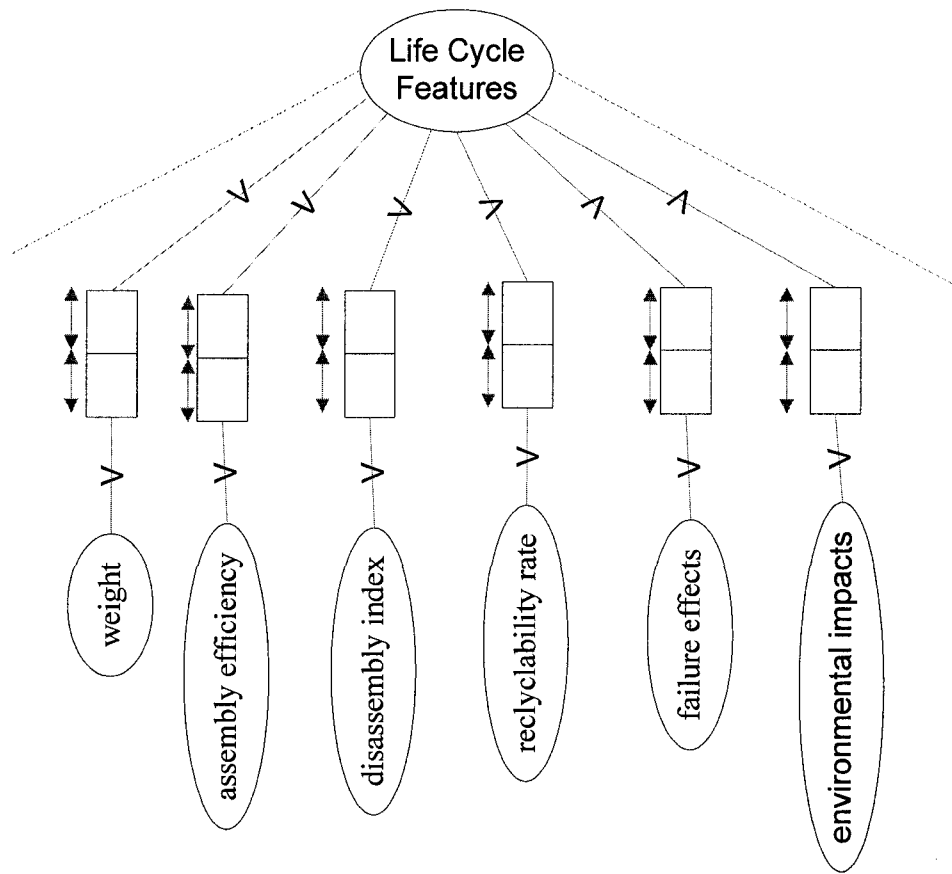 Life Cycle
Features
V
V
V
V
V
V
V
V
V
V
V
V
weight
assembly efficiency
disassembly index
reclyclability rate
failure effects
environmental impacts